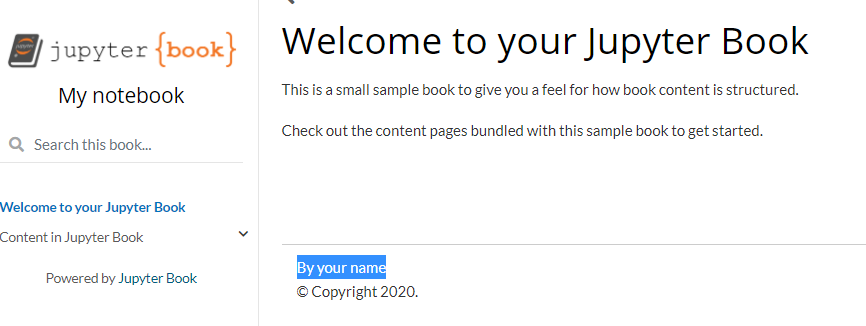 jupyter {book}
My notebook
Search this book...
Welcome to your Jupyter Book
Content in Jupyter Book
Powered by Jupyter Book
Welcome to your Jupyter Book
This is a small sample book to give you a feel for how book content is structured.
Check out the content pages bundled with this sample book to get started.
By your name
© Copyright 2020.